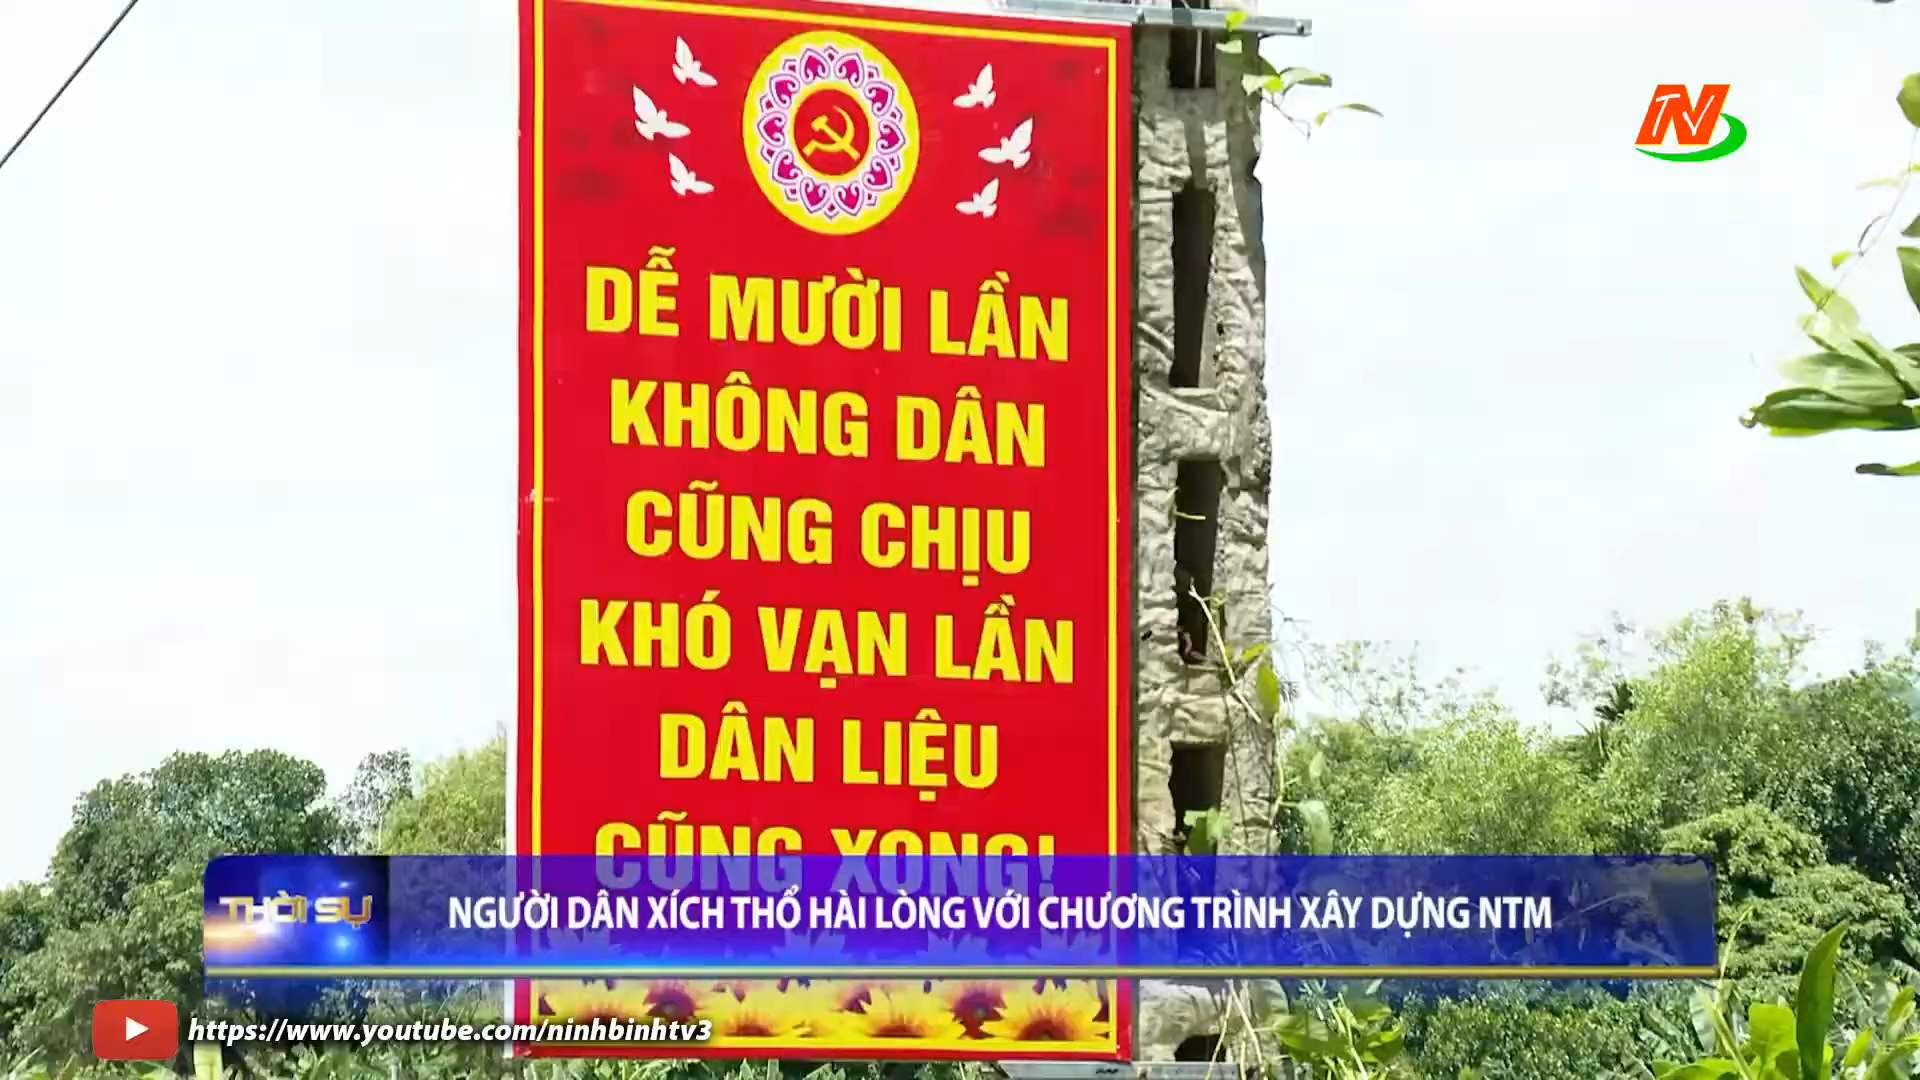 DỄ MƯỜI LẦN
KHÔNG DÂN
CŨNG CHỊU
KHÓ VẠN LẦN
DÂN LIỆU
CŨNG XONG!
THỜI SỰ
NGƯỜI DÂN XÍCH THỔ HÀI LÒNG VỚI CHƯƠNG TRÌNH XÂY DỰNG NTM
https://www.youtube.com/ninhbinhtv3
NTV